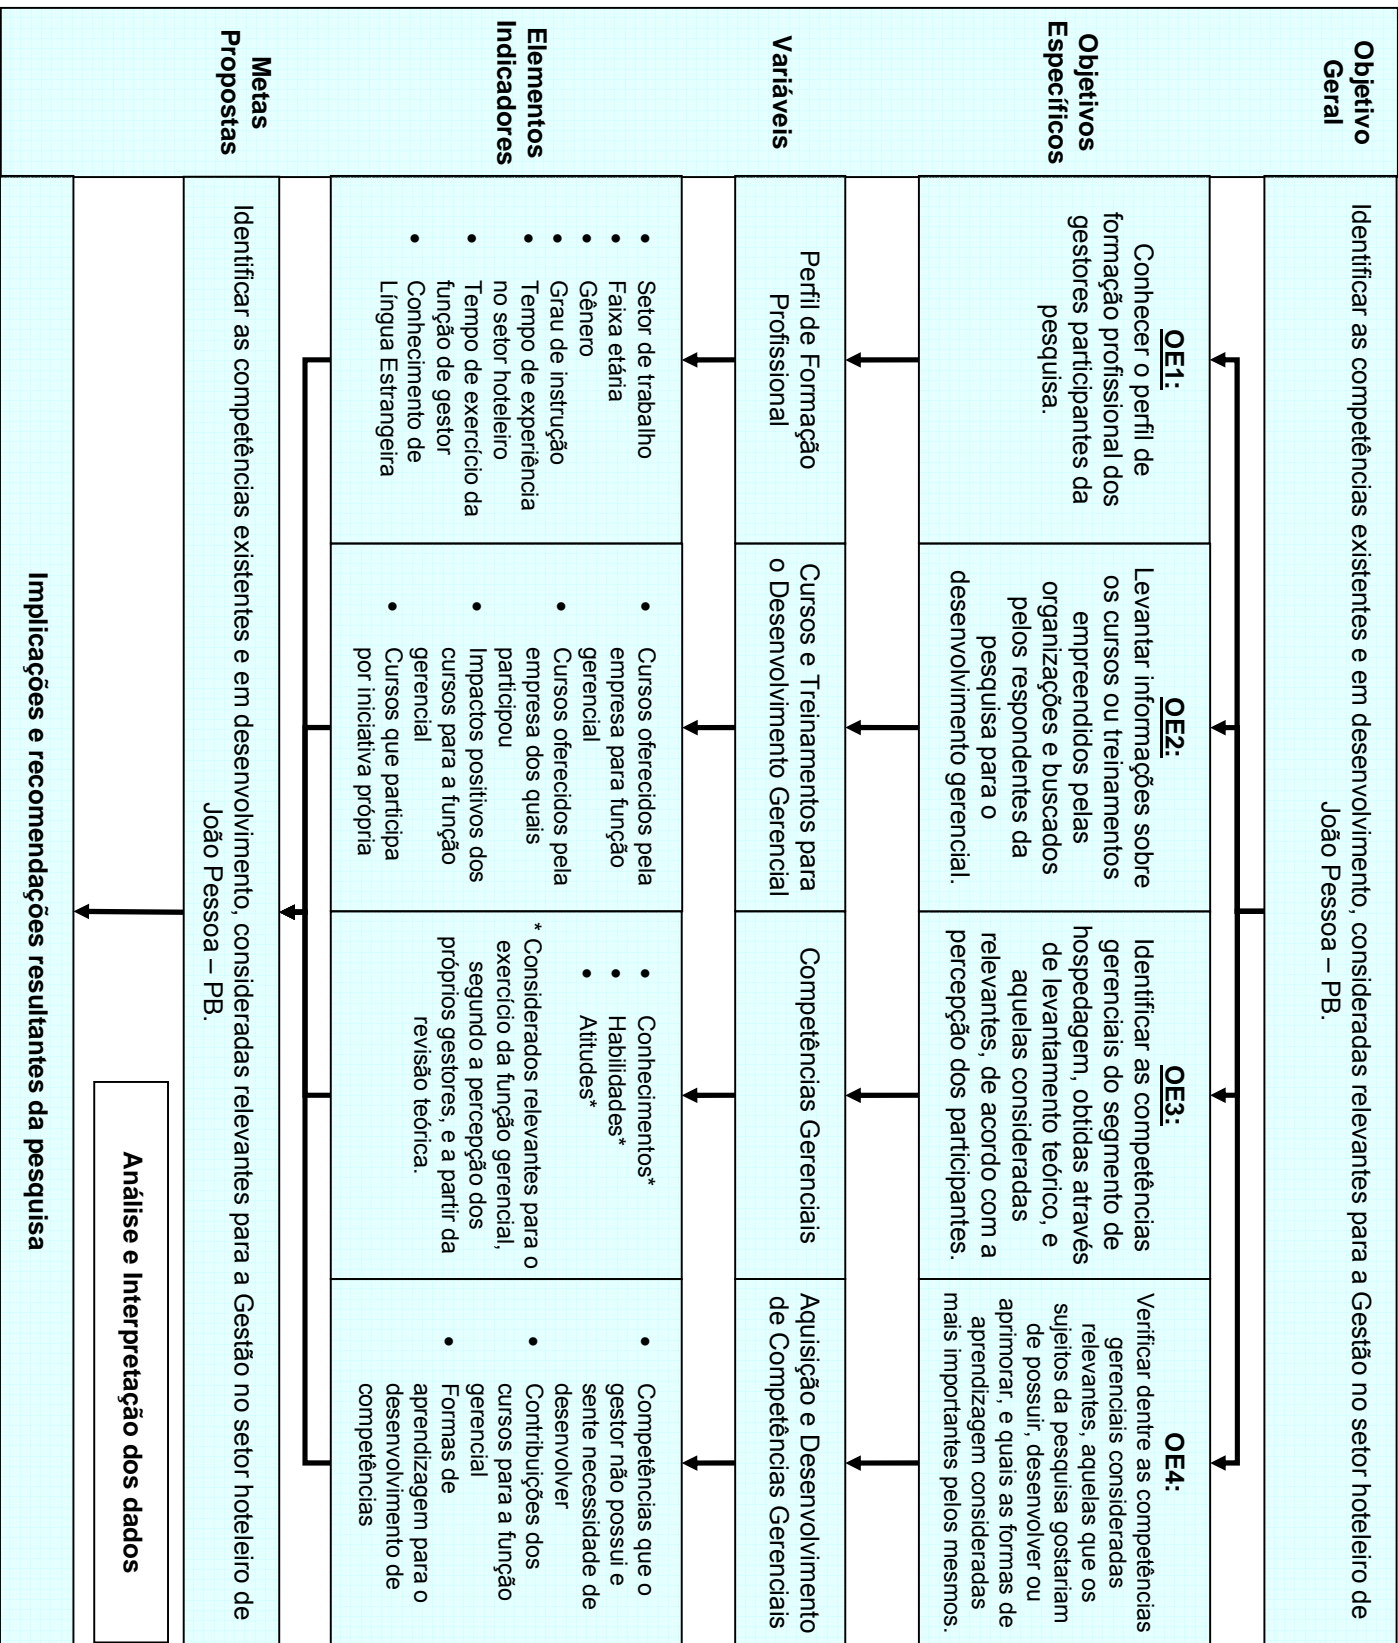 Objetivo
Geral
Identificar as competências existentes e em desenvolvimento, consideradas relevantes para a Gestão no setor hoteleiro de
João Pessoa – PB.
Objetivos
Específicos
OE1:
Conhecer o perfil de
formação profissional dos
gestores participantes da
pesquisa.
OE2:
Levantar informações sobre
os cursos ou treinamentos
empreendidos pelas
organizações e buscados
pelos respondentes da
pesquisa para o
desenvolvimento gerencial.
OE3:
Identificar as competências
gerenciais do segmento de
hospedagem, obtidas através
de levantamento teórico, e
aquelas consideradas
relevantes, de acordo com a
percepção dos participantes.
OE4:
Verificar dentre as competências
gerenciais consideradas
relevantes, aquelas que os
sujeitos da pesquisa gostariam
de possuir, desenvolver ou
aprimorar, e quais as formas de
aprendizagem consideradas
mais importantes pelos mesmos.
Variáveis
Perfil de Formação
Profissional
Cursos e Treinamentos para
o Desenvolvimento Gerencial
Competências Gerenciais
Aquisição e Desenvolvimento
de Competências Gerenciais
Elementos
Indicadores
• Setor de trabalho
• Faixa etária
• Gênero
• Grau de instrução
• Tempo de experiência
no setor hoteleiro
• Tempo de exercício da
função de gestor
• Conhecimento de
Língua Estrangeira
• Cursos oferecidos pela
empresa para função
gerencial
• Cursos oferecidos pela
empresa dos quais
participou
• Impactos positivos dos
cursos para a função
gerencial
• Cursos que participa
por iniciativa própria
• Conhecimentos*
• Habilidades*
• Atitudes*
* Considerados relevantes para o
exercício da função gerencial,
segundo a percepção dos
próprios gestores, e a partir da
revisão teórica.
• Competências que o
gestor não possui e
sente necessidade de
desenvolver
• Contribuições dos
cursos para a função
gerencial
• Formas de
aprendizagem para o
desenvolvimento de
competências
Metas
Propostas
Identificar as competências existentes e em desenvolvimento, consideradas relevantes para a Gestão no setor hoteleiro de
João Pessoa – PB.
Análise e Interpretação dos dados
Implicações e recomendações resultantes da pesquisa